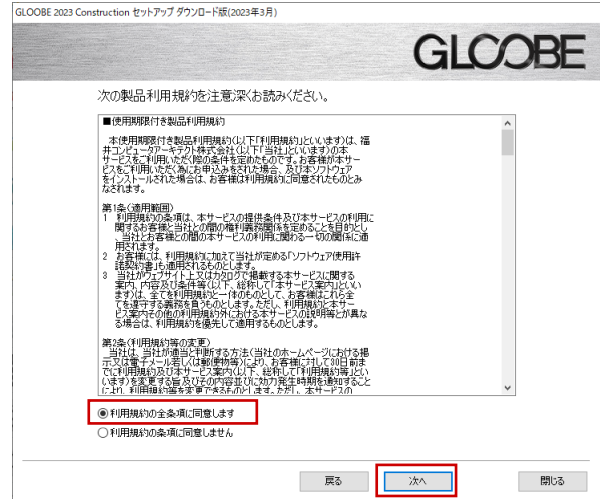 GLOOBE 2023 Construction セットアップ ダウンロード版(2023年3月)
GLOOBE
次の製品利用規約を注意深くお読みください。
■使用期限付き製品利用規約
本使用期限付き製品利用規約(以下「利用規約」といいます)は、福
井コンピュータアーキテクト株式会社(以下「当社」といいます)の本
サービスをご利用いただく際の条件を定めたものです。お客様が本サー
ビスをご利用いただく為にお申込みをされた場合、及び本ソフトウェア
をインストールされた場合は、お客様は利用規約に同意されたものとみ
なされます。
第1条(適用範囲)
1 利用規約の条項は、本サービスの提供条件及び本サービスの利用に
関するお客様と当社との間の権利義務関係を定めることを目的とし
、当社とお客様との間の本サービスの利用に関わる一切の関係に適
用されます。
2 お客様には、利用規約に加えて当社が定める「ソフトウェア使用許
諾契約書」も適用されるものとします。
3 当社がウェブサイト上又はカタログで掲載する本サービスに関する
案内、内容及び条件等(以下、総称して「本サービス案内」といい
ます)は、全てを利用規約と一体のものとして、お客様はこれら全
てを遵守する義務を負うものとします。ただし、利用規約と本サー
ビス案内その他の利用規約外における本サービスの説明等とが異な
る場合は、利用規約を優先して適用するものとします。
第2条(利用規約等の変更)
当社は、当社が適当と判断する方法(当社のホームページにおける掲
示又は電子メール若しくは郵便物等)により、お客様に対して30日前ま
でに利用規約及び本サービス案内(以下、総称して「利用規約等」とい
います)を変更する旨及びその内容並びに効力発生時期を通知すること
により、利用規約等を変更できるものとします。ただし、本サービスの
利用規約の全条項に同意します
利用規約の条項に同意しません
戻る
次へ
閉じる